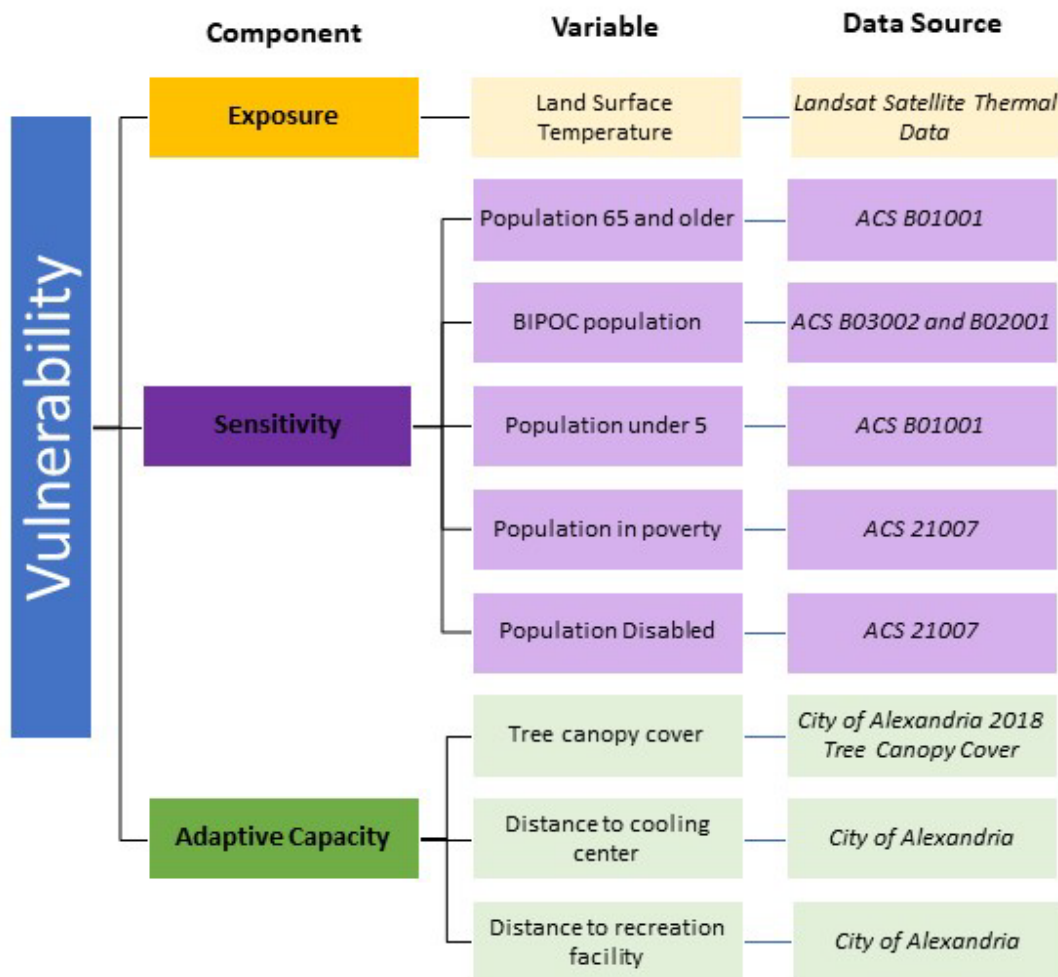 Component
Variable
Data Source
Vulnerability
Exposure
Land Surface
Temperature
Landsat Satellite Thermal
Data
Sensitivity
Population 65 and older
ACS B01001
BIPOC population
ACS B03002 and B02001
Population under 5
ACS B01001
Population in poverty
ACS 21007
Population Disabled
ACS 21007
Adaptive Capacity
Tree canopy cover
City of Alexandria 2018
Tree Canopy Cover
Distance to cooling
center
City of Alexandria
Distance to recreation
facility
City of Alexandria